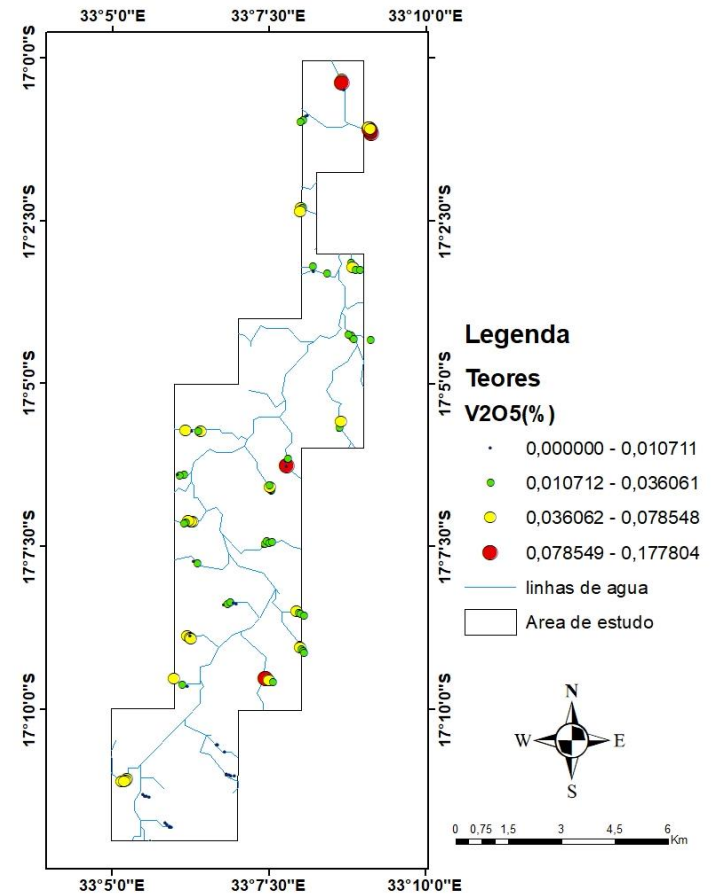 33°5'0"E 33°7'30"E 33°10'0"E
17°0'0"S 17°0'0"S
17°2'30"S 17°2'30"S
17°5'0"S 17°5'0"S
17°7'30"S 17°7'30"S
17°10'0"S 17°10'0"S
33°5'0"E 33°7'30"E 33°10'0"E
Legenda
Teores
V2O5(%)
0,000000 - 0,010711
0,010712 - 0,036061
0,036062 - 0,078548
0,078549 - 0,177804
linhas de agua
Area de estudo
N
W E
S
0 0,75 1,5 3 4,5 6
Km